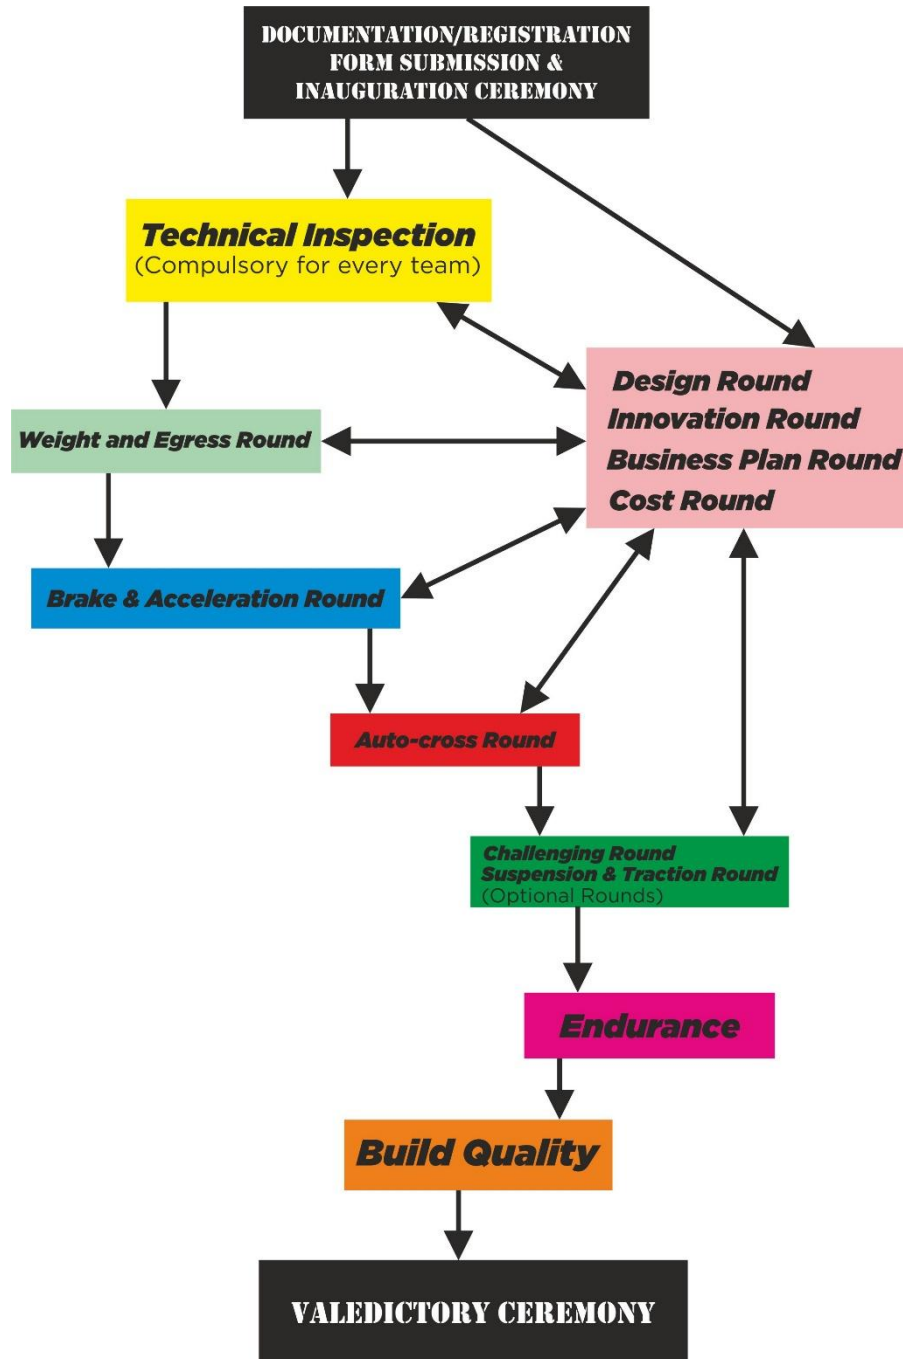 DOCUMENTATION/REGISTRATION
FORM SUBMISSION &
INAUGURATION CEREMONY
Technical Inspection
(Compulsory for every team)
Design Round
Innovation Round
Business Plan Round
Cost Round
Weight and Egress Round
Brake & Acceleration Round
Auto-cross Round
Challenging Round
Suspension & Traction Round
(Optional Rounds)
Endurance
Build Quality
VALEDICTORY CEREMONY